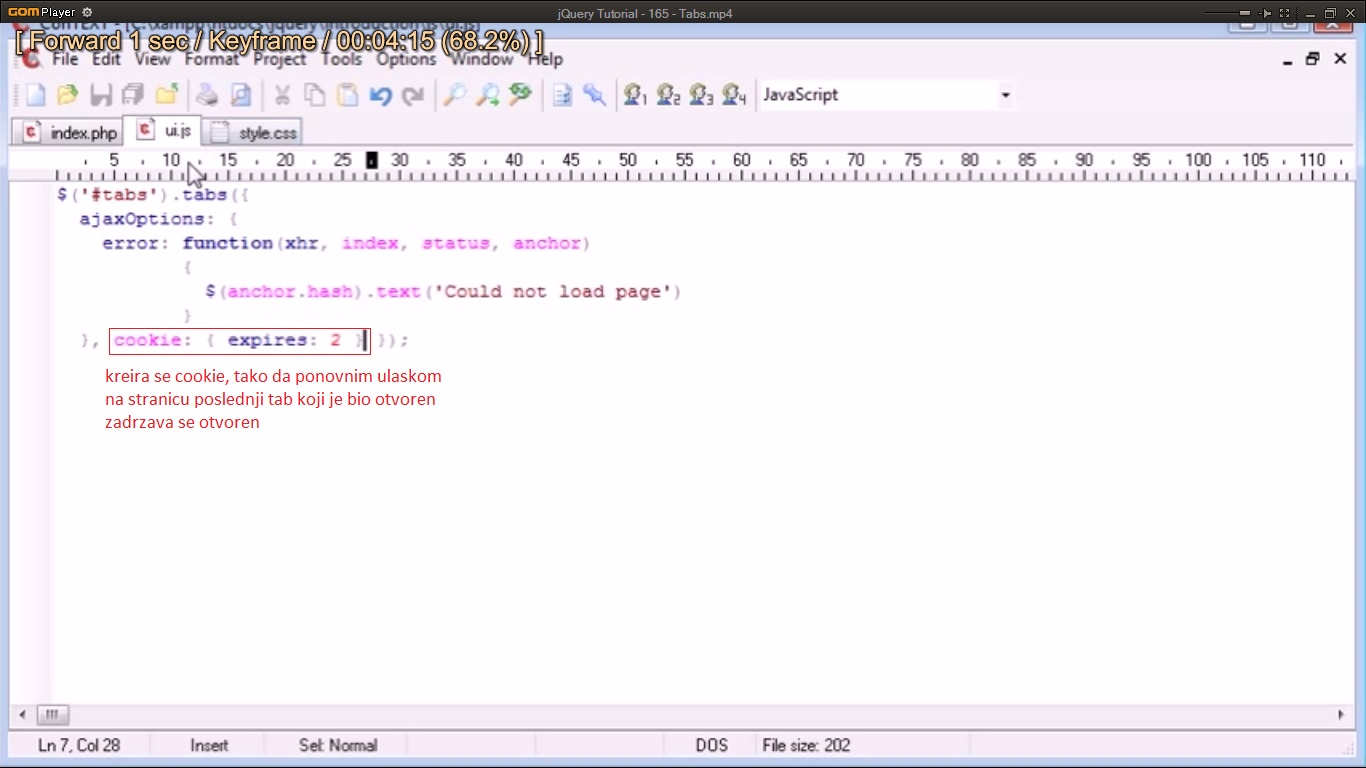 GOM Player
jQuery Tutorial - 165 - Tabs.mp4
[ Forward 1 sec / Keyframe / 00:04:15 (68.2%) ]
File Edit View Format Project Tools Options Window Help
1 2 3 4 JavaScript
index.php ui.js style.css
5 10 15 20 25 30 35 40 45 50 55 60 65 70 75 80 85 90 95 100 105 110
$('#tabs').tabs({
ajaxOptions: {
error: function(xhr, index, status, anchor)
{
$(anchor.hash).text('Could not load page')
}
}, cookie: { expires: 2 } });
kreira se cookie, tako da ponovnim ulaskom
na stranicu poslednji tab koji je bio otvoren
zadrzava se otvoren
Ln 7, Col 28 Insert Sel: Normal DOS File size: 202